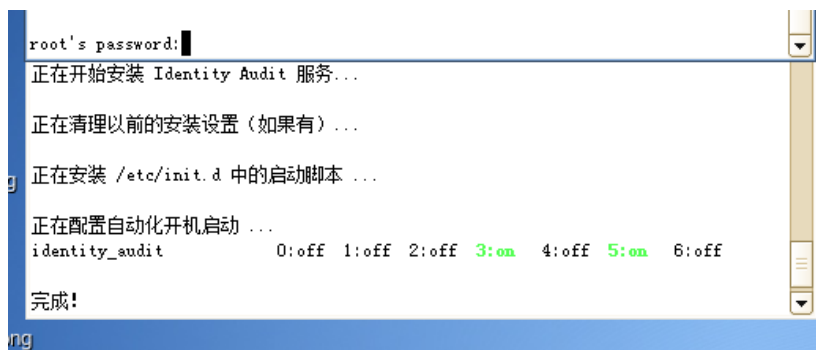 root's password:
正在开始安装 Identity Audit 服务...
正在清理以前的安装设置（如果有）...
正在安装 /etc/init.d 中的启动脚本 ...
正在配置自动化开机启动 ...
identity_audit 0:off 1:off 2:off 3:on 4:off 5:on 6:off
完成!